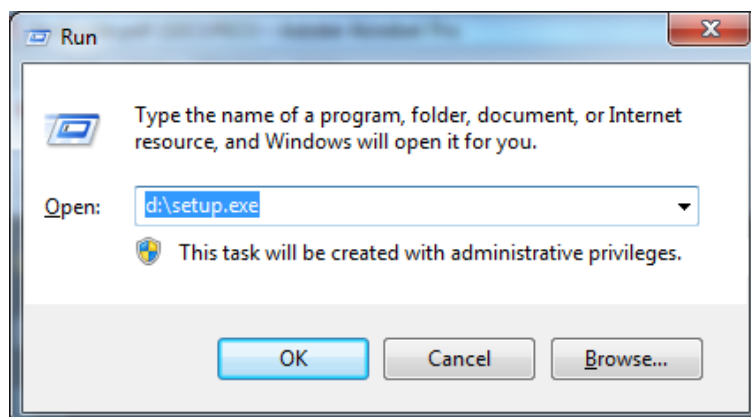 Run
Type the name of a program, folder, document, or Internet
resource, and Windows will open it for you.
Open: d:\setup.exe
This task will be created with administrative privileges.
OK Cancel Browse...